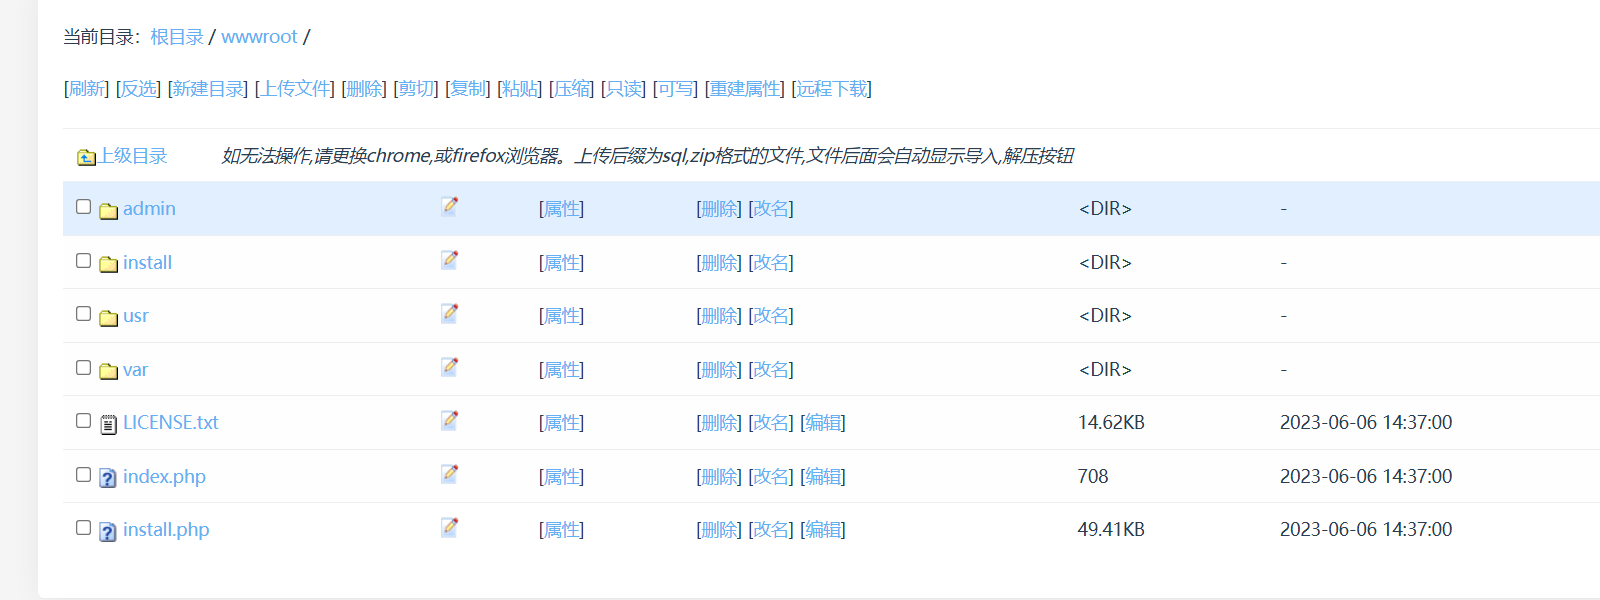 当前目录：根目录 / wwwroot /
[刷新] [反选] [新建目录] [上传文件] [删除] [剪切] [复制] [粘贴] [压缩] [只读] [可写] [重建属性] [远程下载]
上级目录 如无法操作,请更换chrome,或firefox浏览器。上传后缀为sql,zip格式的文件,文件后面会自动显示导入,解压按钮
admin [属性] [删除] [改名] <DIR> -
install [属性] [删除] [改名] <DIR> -
usr [属性] [删除] [改名] <DIR> -
var [属性] [删除] [改名] <DIR> -
LICENSE.txt [属性] [删除] [改名] [编辑] 14.62KB 2023-06-06 14:37:00
index.php [属性] [删除] [改名] [编辑] 708 2023-06-06 14:37:00
install.php [属性] [删除] [改名] [编辑] 49.41KB 2023-06-06 14:37:00